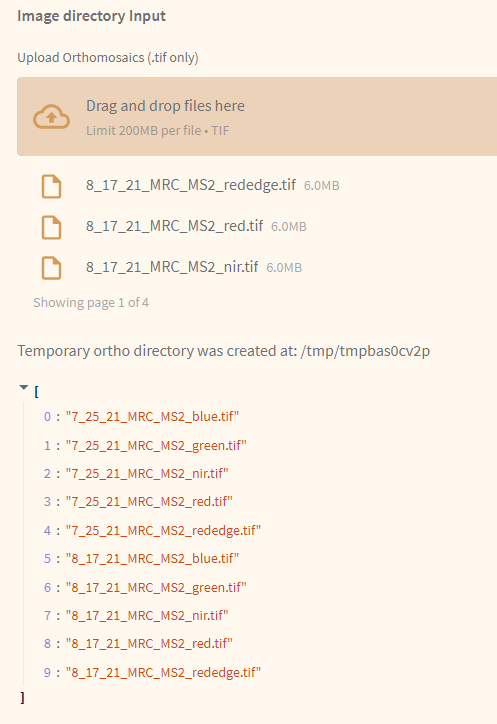 Image directory Input
Upload Orthomosaics (.tif only)
Drag and drop files here
Limit 200MB per file • TIF
8_17_21_MRC_MS2_rededge.tif 6.0MB
8_17_21_MRC_MS2_red.tif 6.0MB
8_17_21_MRC_MS2_nir.tif 6.0MB
Showing page 1 of 4
Temporary ortho directory was created at: /tmp/tmpbas0cv2p
[
0 : "7_25_21_MRC_MS2_blue.tif"
1 : "7_25_21_MRC_MS2_green.tif"
2 : "7_25_21_MRC_MS2_nir.tif"
3 : "7_25_21_MRC_MS2_red.tif"
4 : "7_25_21_MRC_MS2_rededge.tif"
5 : "8_17_21_MRC_MS2_blue.tif"
6 : "8_17_21_MRC_MS2_green.tif"
7 : "8_17_21_MRC_MS2_nir.tif"
8 : "8_17_21_MRC_MS2_red.tif"
9 : "8_17_21_MRC_MS2_rededge.tif"
]